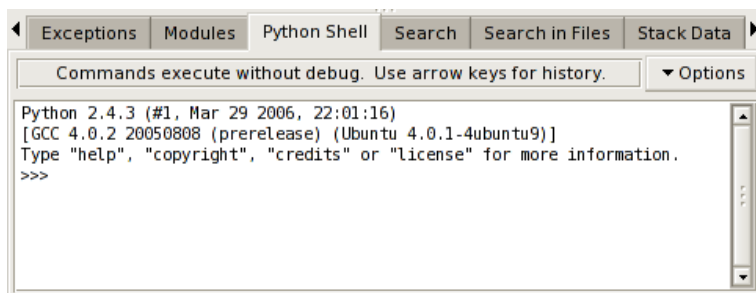 Exceptions Modules Python Shell Search Search in Files Stack Data
Commands execute without debug. Use arrow keys for history. Options
Python 2.4.3 (#1, Mar 29 2006, 22:01:16)
[GCC 4.0.2 20050808 (prerelease) (Ubuntu 4.0.1-4ubuntu9)]
Type "help", "copyright", "credits" or "license" for more information.
>>>